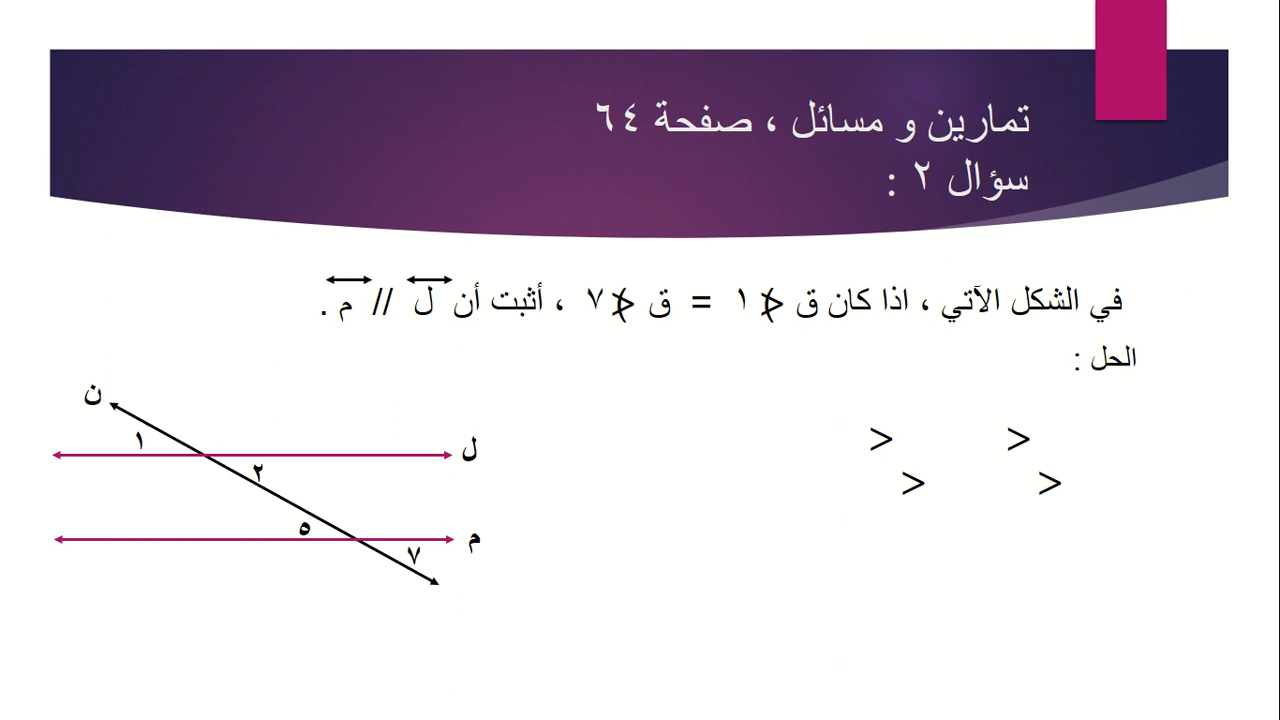 تمارين و مسائل ، صفحة ٦٤
سؤال ٢ :
في الشكل الآتي ، اذا كان ق > ١ = ق > ٧ ، أثبت أن ل // م .
الحل :
ن
١
ل
٢
٥
م
٧
> >
> >